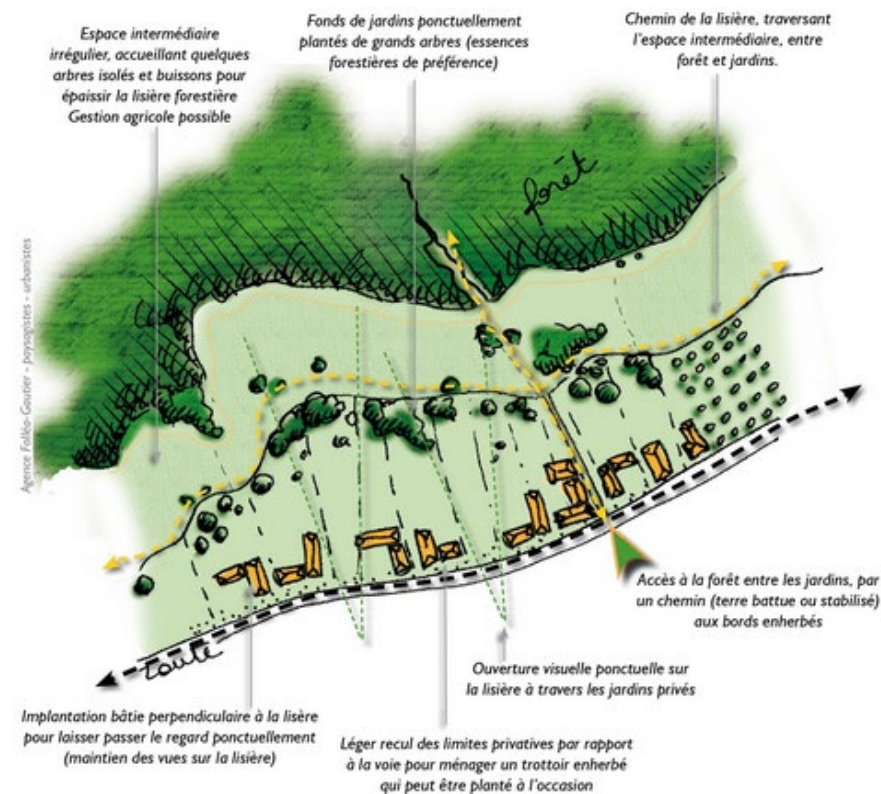 Espace intermédiaire
irrégulier, accueillant quelques
arbres isolés et buissons pour
épaissir la lisière forestière
Gestion agricole possible
Fonds de jardins ponctuellement
plantés de grands arbres (essences
forestières de préférence)
Chemin de la lisière, traversant
l'espace intermédiaire, entre
forêt et jardins.
forêt
Agence Folléa-Gautier - paysagistes - urbanistes
Accès à la forêt entre les jardins, par
un chemin (terre battue ou stabilisé)
aux bords enherbés
route
Ouverture visuelle ponctuelle sur
la lisière à travers les jardins privés
Implantation bâtie perpendiculaire à la lisère
pour laisser passer le regard ponctuellement
(maintien des vues sur la lisière)
Léger recul des limites privatives par rapport
à la voie pour ménager un trottoir enherbé
qui peut être planté à l'occasion